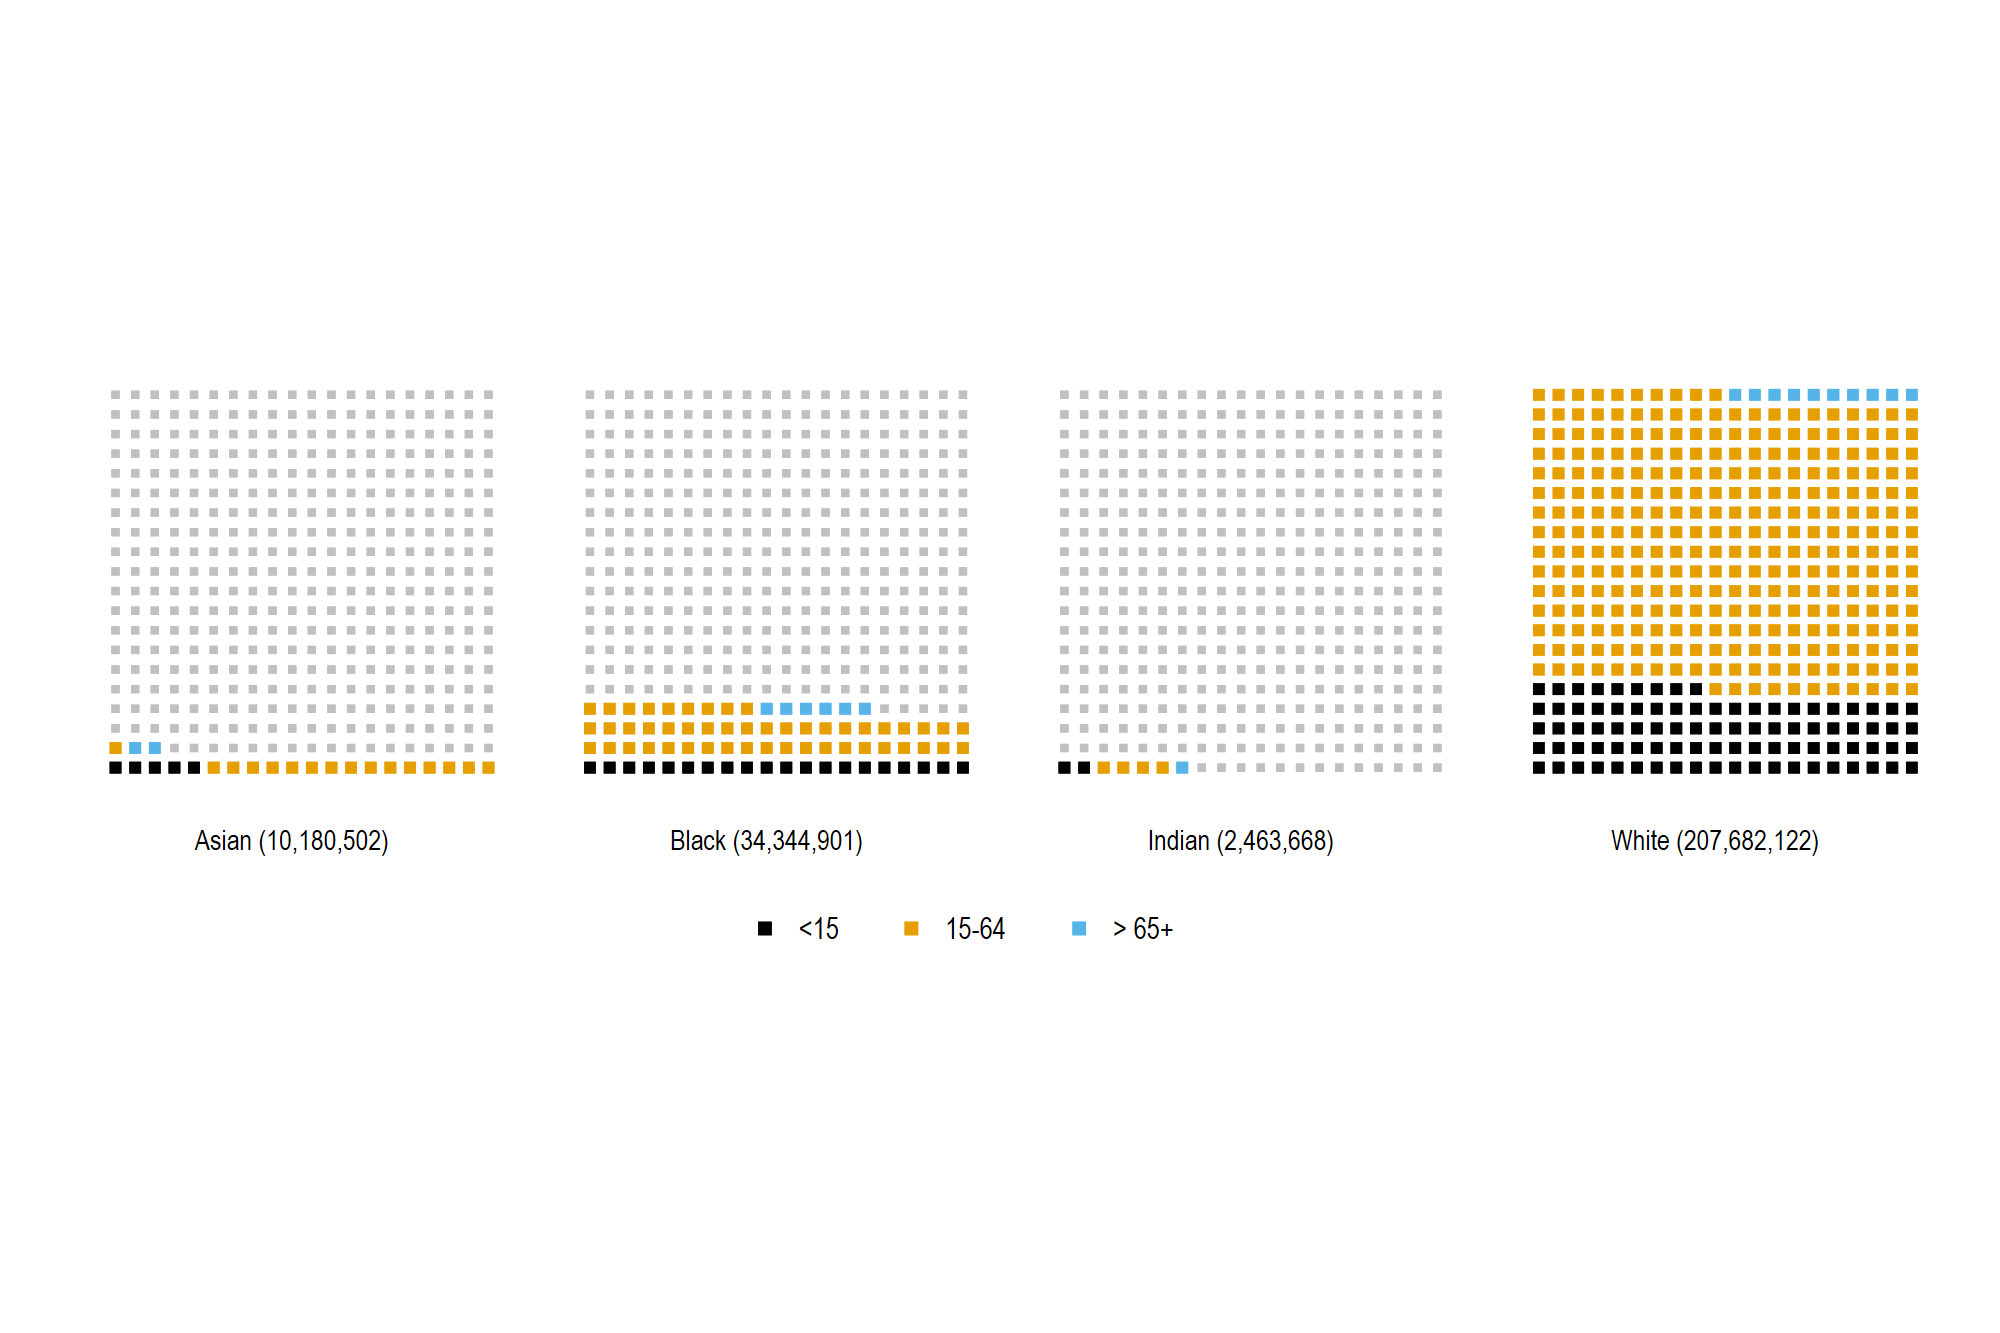 Asian (10,180,502)
Black (34,344,901)
Indian (2,463,668)
White (207,682,122)
<15
15-64
> 65+